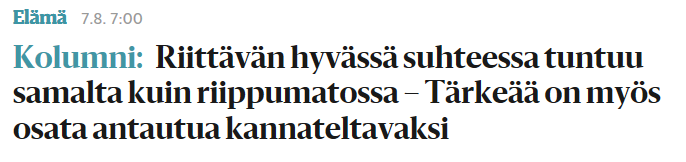 Elämä 7.8. 7:00
Kolumni: Riittävän hyvässä suhteessa tuntuu
samalta kuin riippumatossa – Tärkeää on myös
osata antautua kannateltavaksi